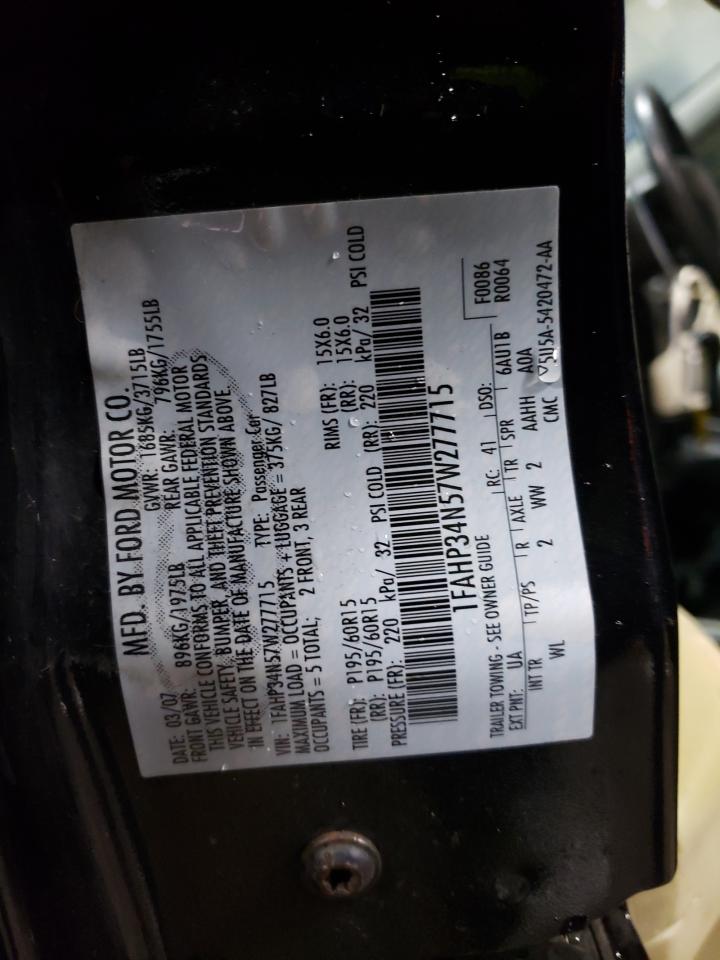 MFD. BY FORD MOTOR CO.
DATE: 03/07 GVWR: 1685KG/3715LB
FRONT GAWR: 896KG/1975LB REAR GAWR: 796KG/1755LB
THIS VEHICLE CONFORMS TO ALL APPLICABLE FEDERAL MOTOR
VEHICLE SAFETY, BUMPER, AND THEFT PREVENTION STANDARDS
IN EFFECT ON THE DATE OF MANUFACTURE SHOWN ABOVE.
VIN: 1FAHP34N57W277715 TYPE: Passenger Car
MAXIMUM LOAD = OCCUPANTS + LUGGAGE = 375KG/ 827LB
OCCUPANTS = 5 TOTAL; 2 FRONT, 3 REAR
TIRE (FR): P195/60R15 RIMS (FR): 15X6.0
(RR): P195/60R15 (RR): 15X6.0
PRESSURE (FR): 220 kPa/ 32 PSI COLD (RR): 220 kPa/ 32 PSI COLD
1FAHP34N57W277715
TRAILER TOWING - SEE OWNER GUIDE F0086
EXT PNT: UA RC: 41 DSO: R0064
INT TR TP/PS R AXLE TR SPR 6AU1B
WL 2 WW 2 AAHH A0A
CMC ▽5U5A-5420472-AA